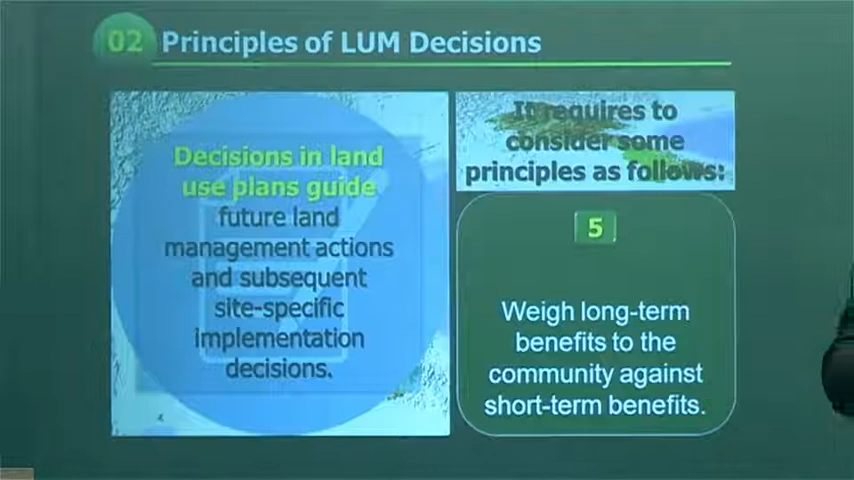 02 Principles of LUM Decisions
Decisions in land
use plans guide
future land
management actions
and subsequent
site-specific
implementation
decisions.
It requires to
consider some
principles as follows:
5
Weigh long-term
benefits to the
community against
short-term benefits.